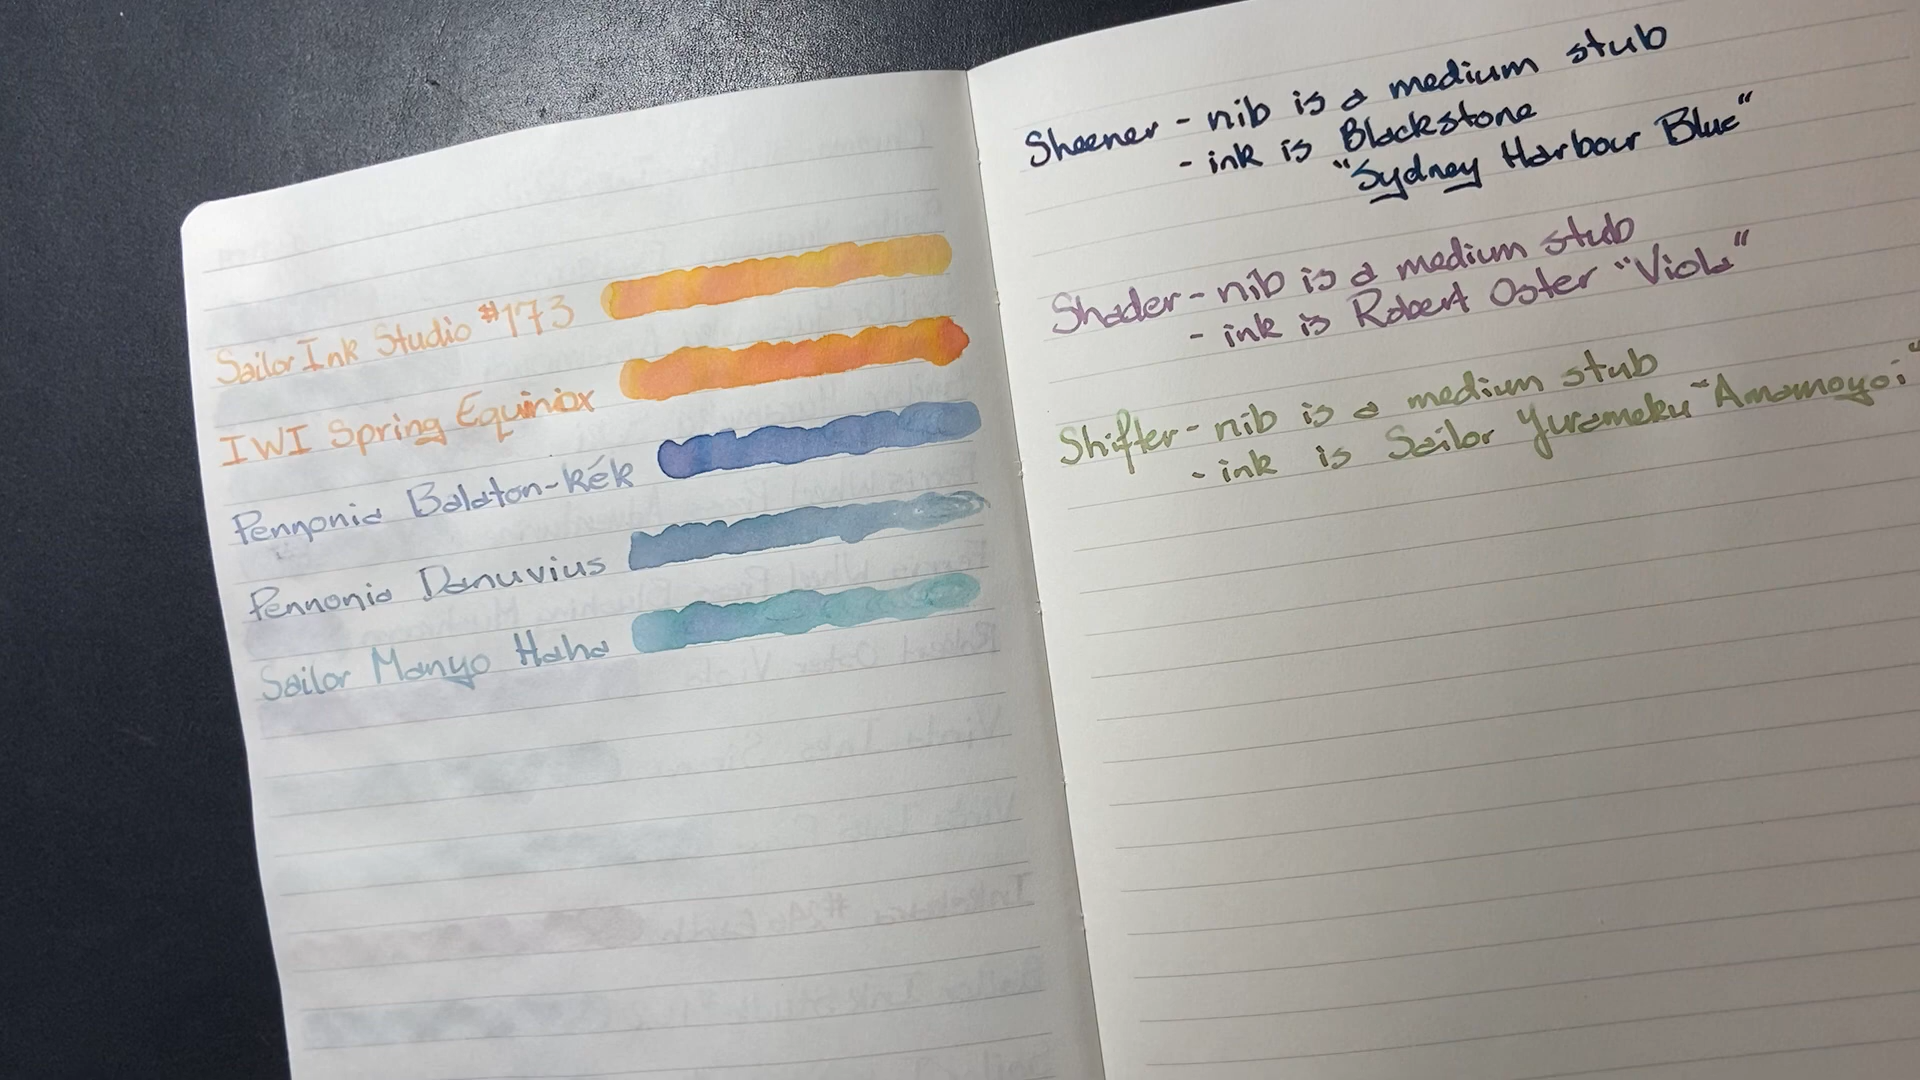 Sailor Ink Studio #173
IWI Spring Equinox
Pennonia Balaton-kék
Pennonia Danuvius
Sailor Manyo Haha
Sheener - nib is a medium stub
- ink is Blackstone
"Sydney Harbour Blue"
Shader - nib is a medium stub
- ink is Robert Oster "Viola"
Shifter - nib is a medium stub
- ink is Sailor Yurameku "Amamoyoi"